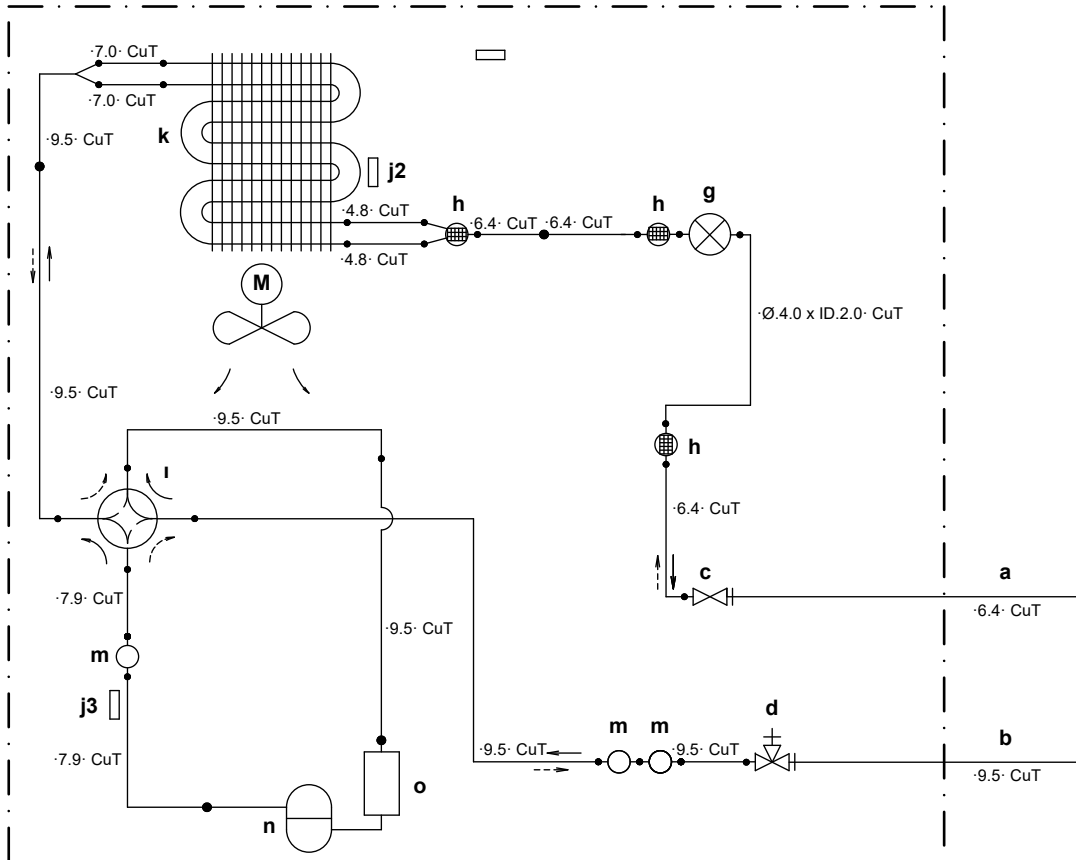 ·7.0· CuT
·7.0· CuT
·9.5· CuT
k
j2
·4.8· CuT
h
·6.4· CuT
·6.4· CuT
h
g
·4.8· CuT
M
·Ø.4.0 x ID.2.0· CuT
·9.5· CuT
·9.5· CuT
h
·6.4· CuT
c
a
·7.9· CuT
·6.4· CuT
·9.5· CuT
m
j3
d
m
m
b
·7.9· CuT
·9.5· CuT
·9.5· CuT
·9.5· CuT
o
n